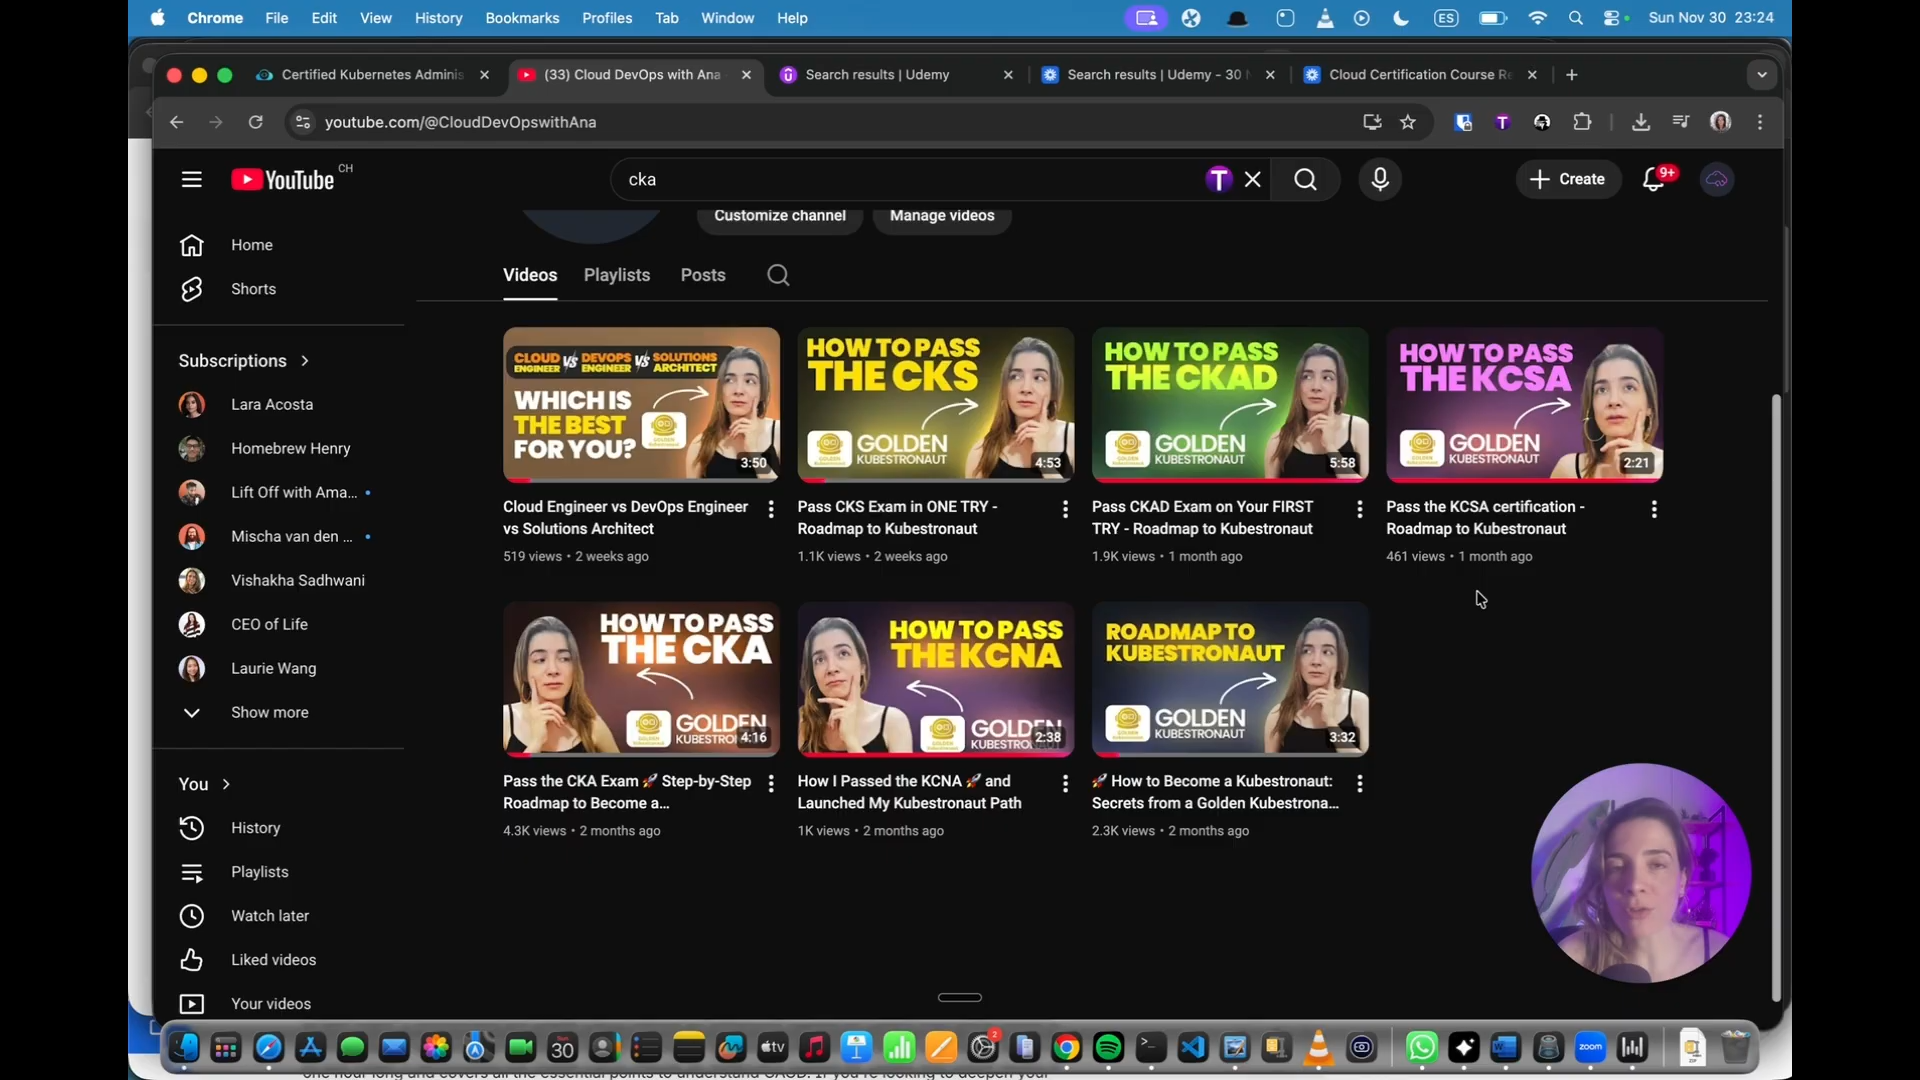 Chrome File Edit View History Bookmarks Profiles Tab Window Help
ES
Sun Nov 30 23:24
Certified Kubernetes Adminis
(33) Cloud DevOps with Ana
Search results | Udemy
Search results | Udemy - 30
Cloud Certification Course Re
youtube.com/@CloudDevOpswithAna
YouTube
CH
cka
T
Create
9+
Customize channel
Manage videos
Home
Shorts
Subscriptions
Lara Acosta
Homebrew Henry
Lift Off with Ama...
Mischa van den ...
Vishakha Sadhwani
CEO of Life
Laurie Wang
Show more
You
History
Playlists
Watch later
Liked videos
Your videos
Videos
Playlists
Posts
CLOUD ENGINEER VS DEVOPS ENGINEER VS SOLUTIONS ARCHITECT
WHICH IS
THE BEST
FOR YOU?
3:50
Cloud Engineer vs DevOps Engineer
vs Solutions Architect
519 views • 2 weeks ago
HOW TO PASS
THE CKS
GOLDEN
KUBESTRONAUT
4:53
Pass CKS Exam in ONE TRY -
Roadmap to Kubestronaut
1.1K views • 2 weeks ago
HOW TO PASS
THE CKAD
GOLDEN
KUBESTRONAUT
5:58
Pass CKAD Exam on Your FIRST
TRY - Roadmap to Kubestronaut
1.9K views • 1 month ago
HOW TO PASS
THE KCSA
GOLDEN
KUBESTRONAUT
2:21
Pass the KCSA certification -
Roadmap to Kubestronaut
461 views • 1 month ago
HOW TO PASS
THE CKA
GOLDEN
KUBESTRO
4:16
Pass the CKA Exam 🚀 Step-by-Step
Roadmap to Become a...
4.3K views • 2 months ago
HOW TO PASS
THE KCNA
GOLDEN
KUBESTRO
2:38
How I Passed the KCNA 🚀 and
Launched My Kubestronaut Path
1K views • 2 months ago
ROADMAP TO
KUBESTRONAUT
GOLDEN
KUBESTRONAUT
3:32
🚀 How to Become a Kubestronaut:
Secrets from a Golden Kubestrona...
2.3K views • 2 months ago
30
tv
2
zoom
ZIP